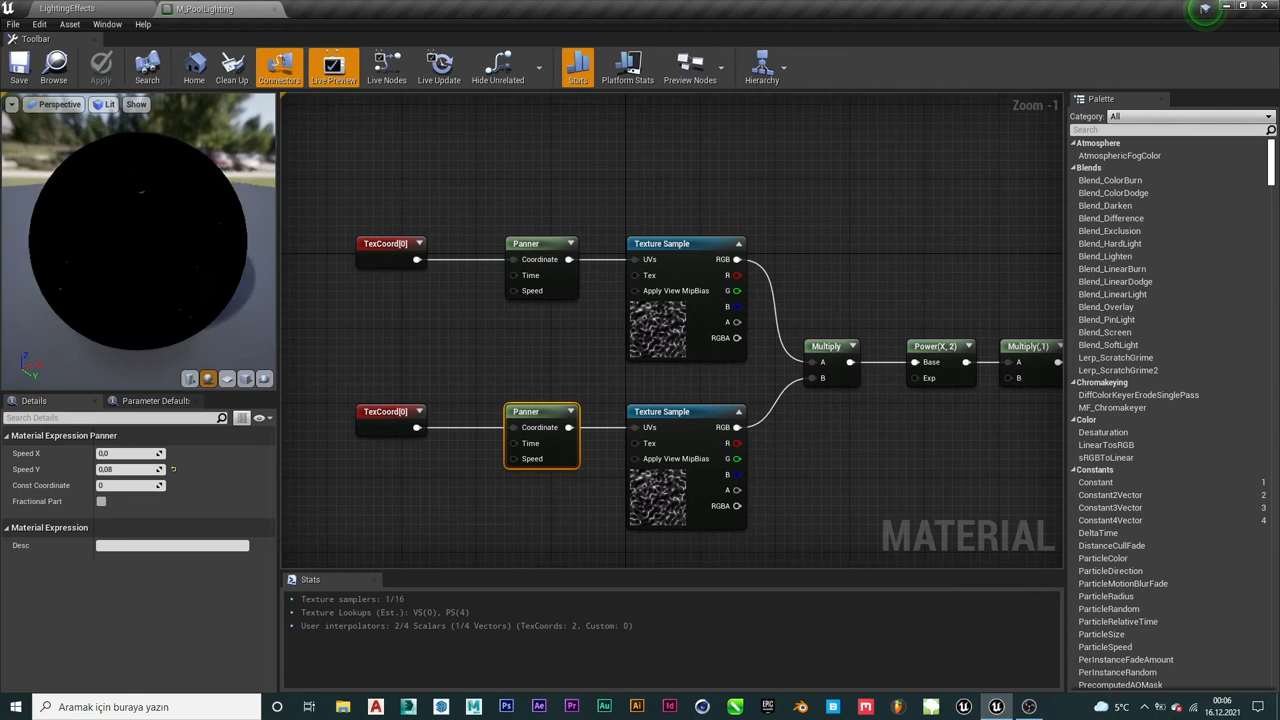 LightingEffects
M_PoolLighting
File Edit Asset Window Help
Toolbar
Save Browse Apply Search Home Clean Up Connectors Live Preview Live Nodes Live Update Hide Unrelated Stats Platform Stats Preview Nodes Hierarchy
Perspective Lit Show
Zoom -1
TexCoord[0]
Panner
Coordinate
Time
Speed
Texture Sample
UVs RGB
Tex R
Apply View MipBias G
B
A
RGBA
Multiply
A
B
Power(X, 2)
Base
Exp
Multiply(,1)
A
B
TexCoord[0]
Panner
Coordinate
Time
Speed
Texture Sample
UVs RGB
Tex R
Apply View MipBias G
B
A
RGBA
MATERIAL
Z
X
Y
Details Parameter Default
Search Details
Material Expression Panner
Speed X 0,0
Speed Y 0,08
Const Coordinate 0
Fractional Part
Material Expression
Desc
Stats
Texture samplers: 1/16
Texture Lookups (Est.): VS(0), PS(4)
User interpolators: 2/4 Scalars (1/4 Vectors) (TexCoords: 2, Custom: 0)
Palette
Category: All
Search
Atmosphere
AtmosphericFogColor
Blends
Blend_ColorBurn
Blend_ColorDodge
Blend_Darken
Blend_Difference
Blend_Exclusion
Blend_HardLight
Blend_Lighten
Blend_LinearBurn
Blend_LinearDodge
Blend_LinearLight
Blend_Overlay
Blend_PinLight
Blend_Screen
Blend_SoftLight
Lerp_ScratchGrime
Lerp_ScratchGrime2
Chromakeying
DiffColorKeyerErodeSinglePass
MF_Chromakeyer
Color
Desaturation
LinearTosRGB
sRGBToLinear
Constants
Constant 1
Constant2Vector 2
Constant3Vector 3
Constant4Vector 4
DeltaTime
DistanceCullFade
ParticleColor
ParticleDirection
ParticleMotionBlurFade
ParticleRadius
ParticleRandom
ParticleRelativeTime
ParticleSize
ParticleSpeed
PerInstanceFadeAmount
PerInstanceRandom
PrecomputedAOMask
Aramak için buraya yazın
Ps Ae Pr Au Ai Id
5°C
00:06
16.12.2021